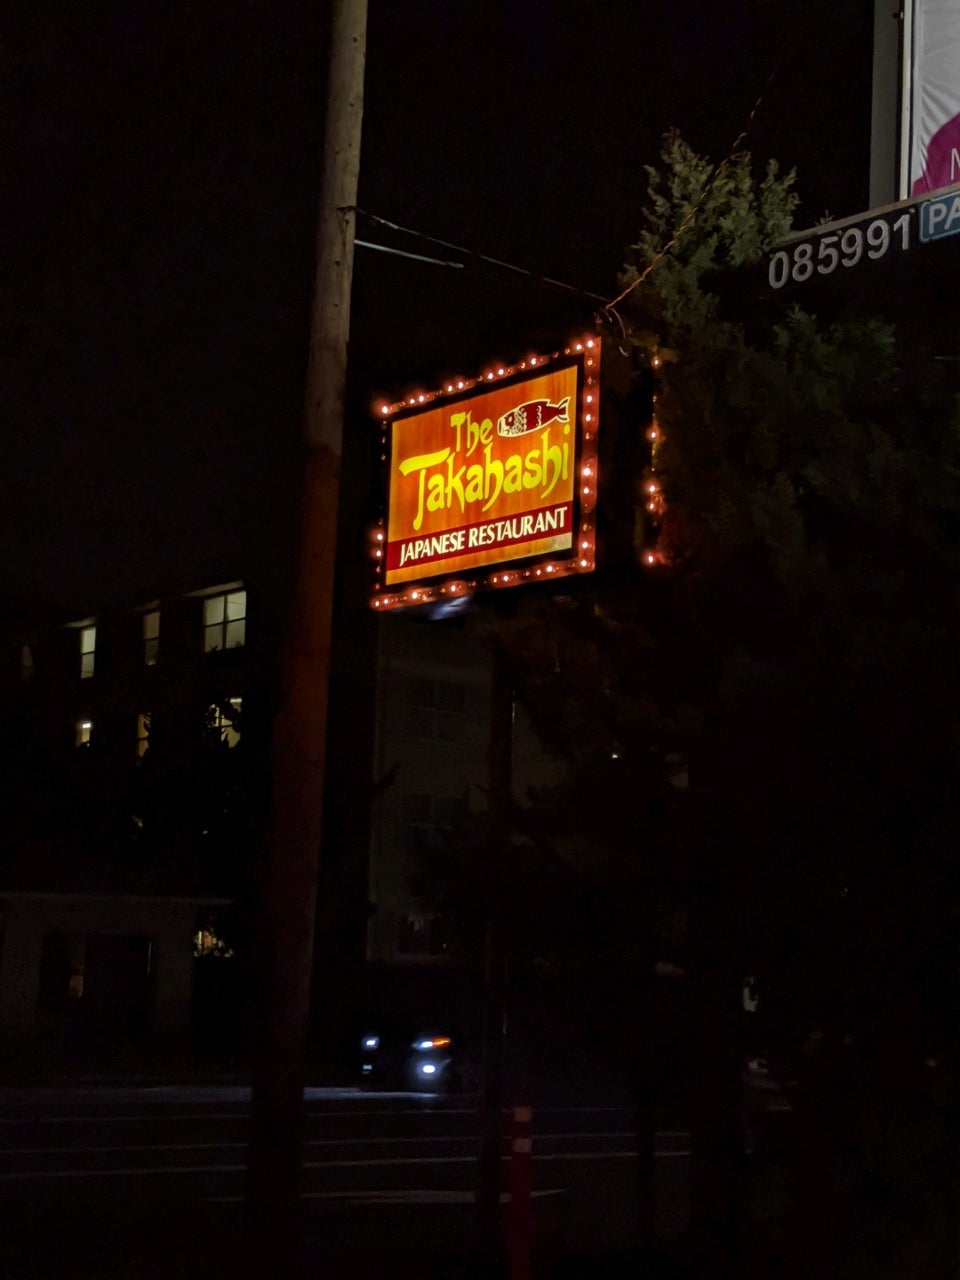 085991
The
Takahashi
JAPANESE RESTAURANT